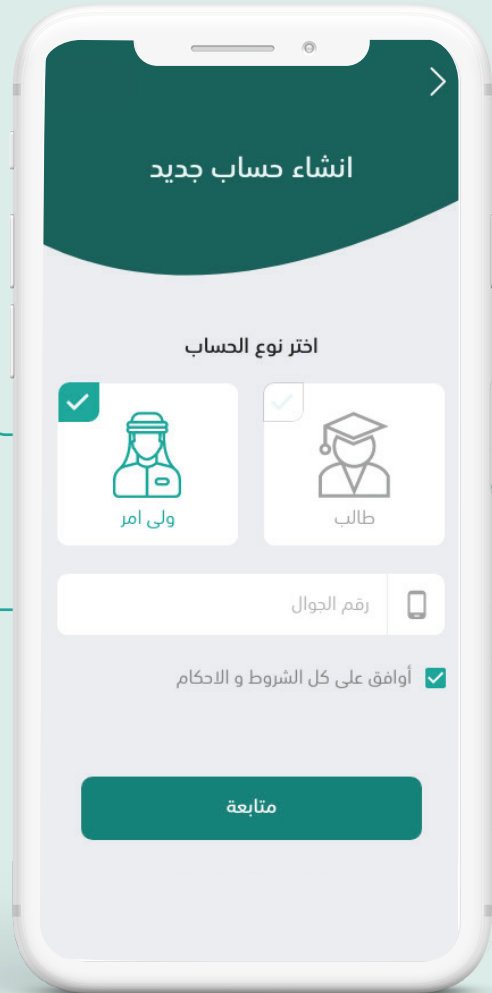 انشاء حساب جديد
اختر نوع الحساب
طالب
ولى امر
رقم الجوال
أوافق على كل الشروط و الاحكام
متابعة